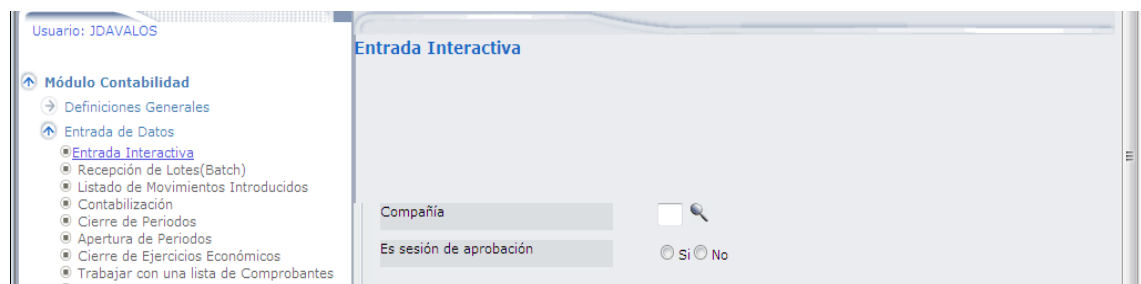 Usuario: JDAVALOS
Entrada Interactiva
Módulo Contabilidad
Definiciones Generales
Entrada de Datos
Entrada Interactiva
Recepción de Lotes(Batch)
Listado de Movimientos Introducidos
Contabilización
Cierre de Periodos
Apertura de Periodos
Cierre de Ejercicios Económicos
Trabajar con una lista de Comprobantes
Compañía
Es sesión de aprobación
Si No